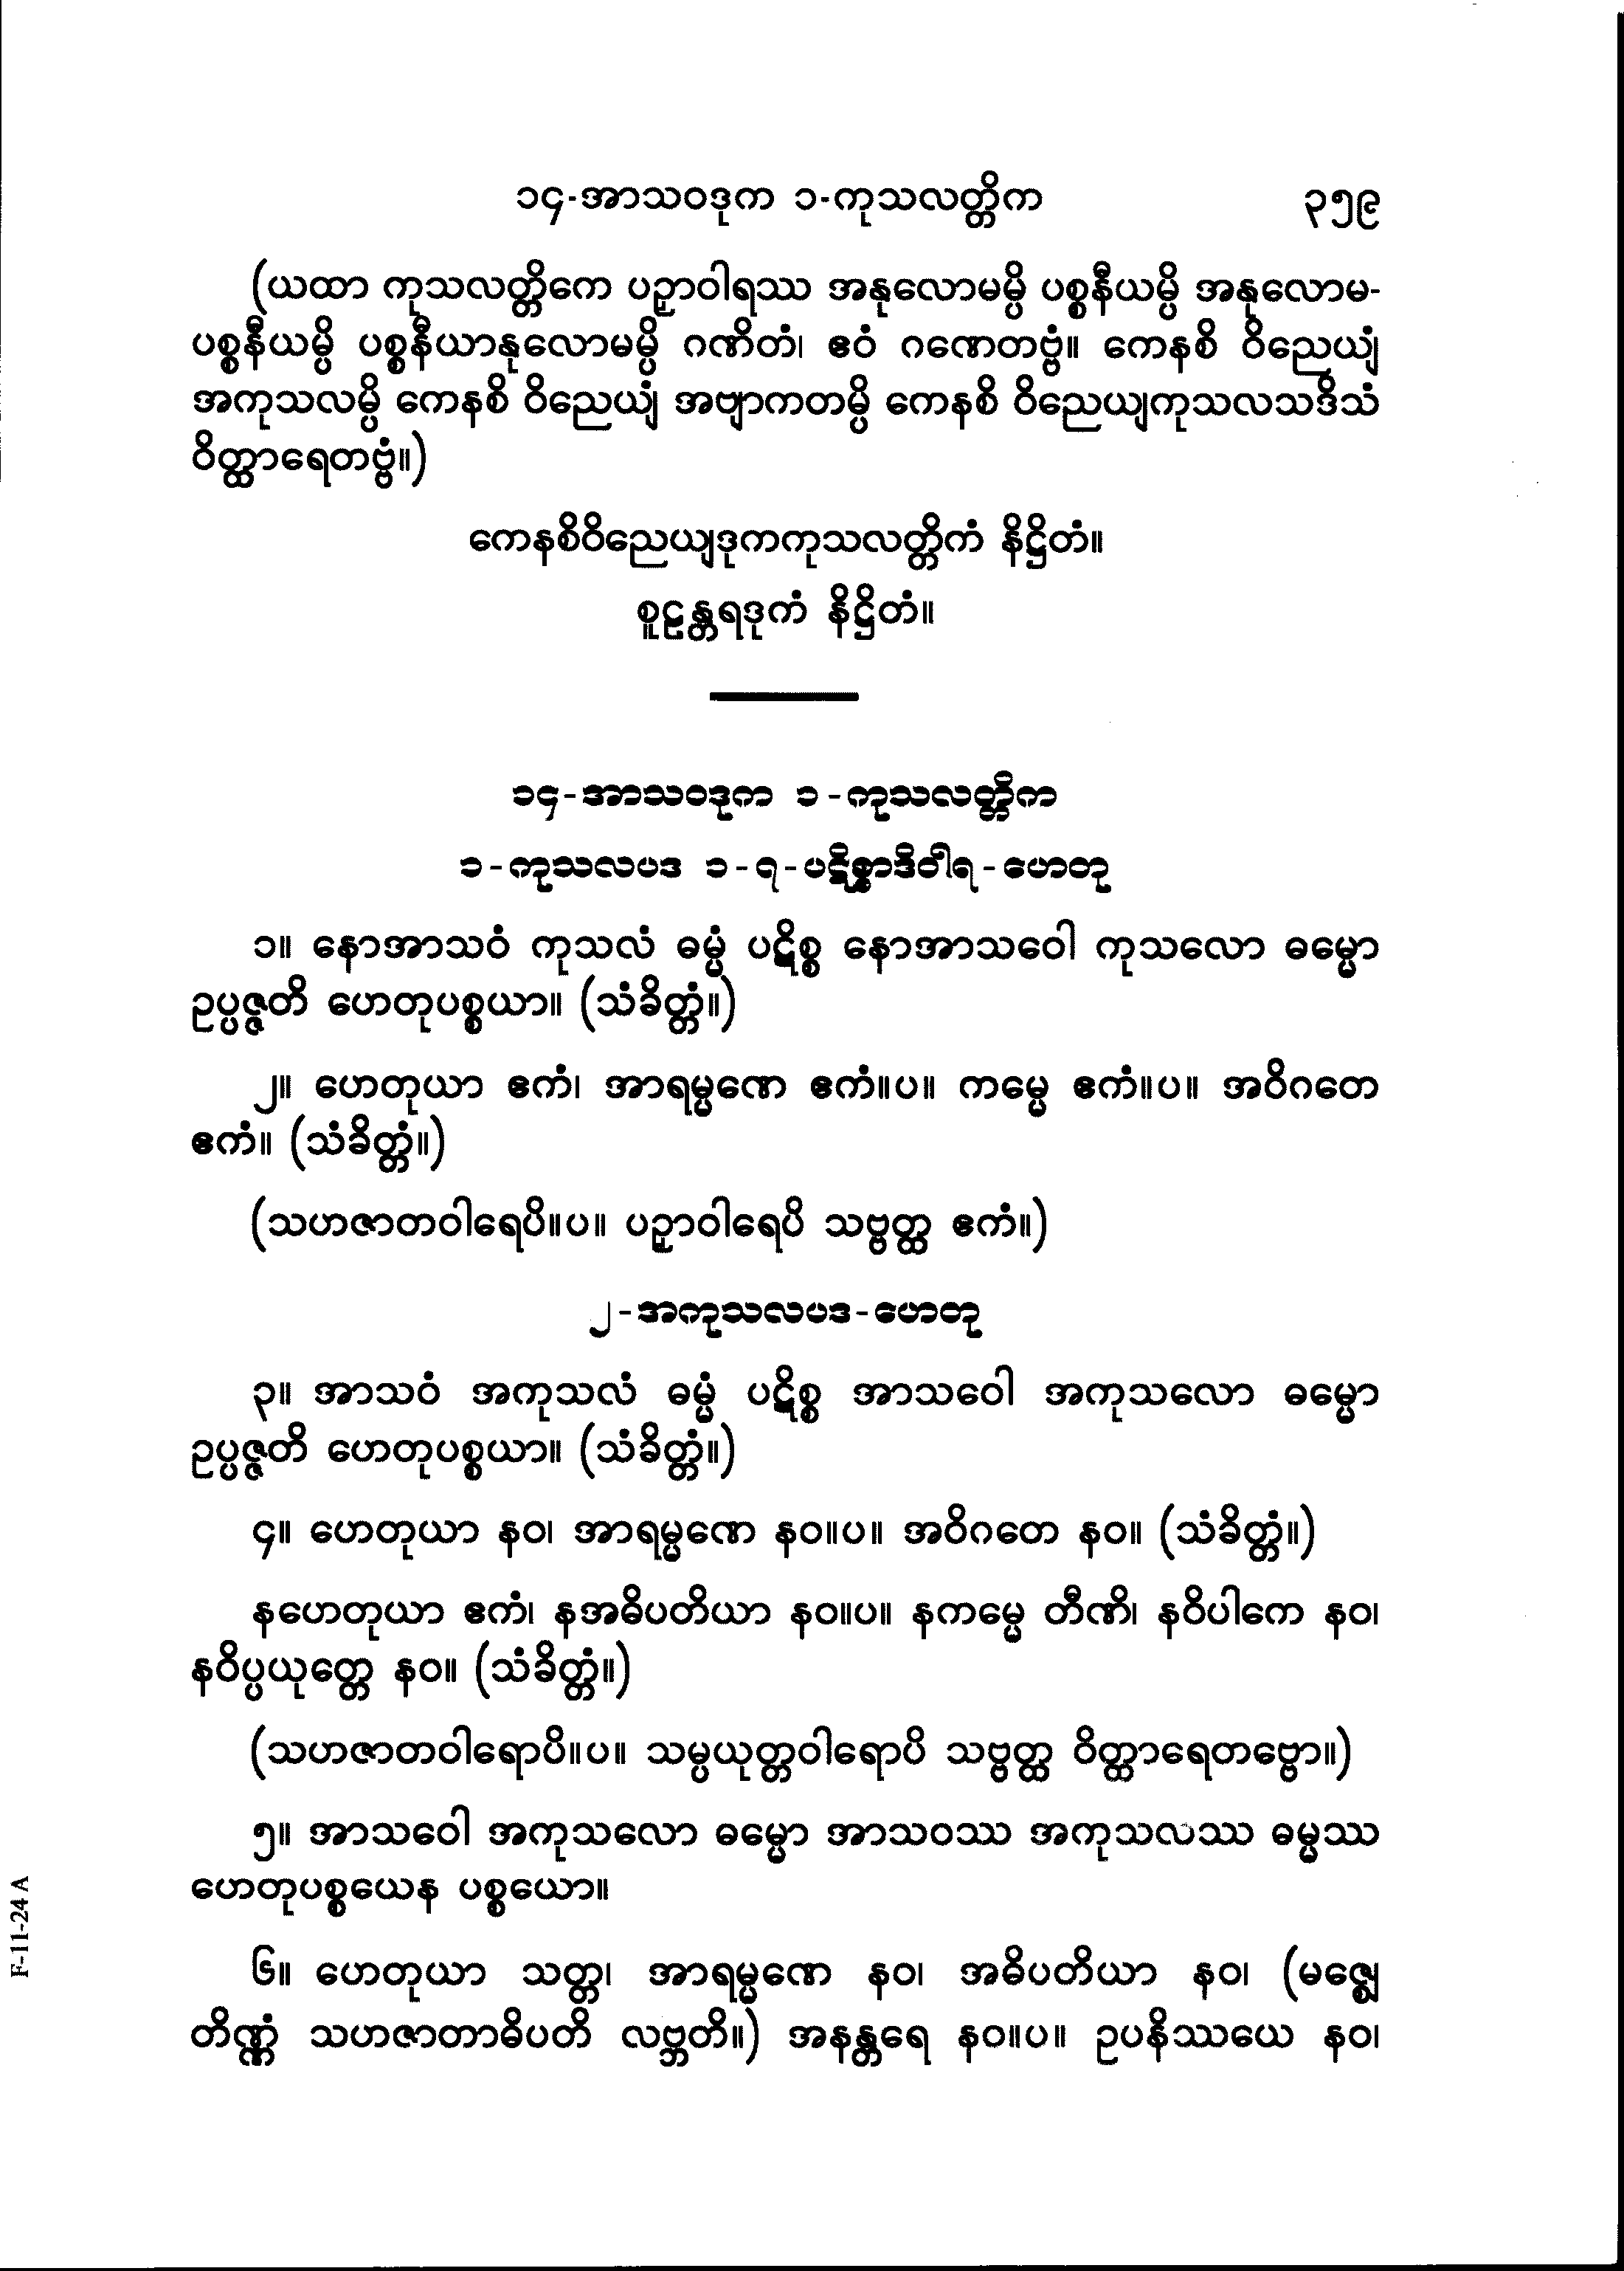 ၁၄-အာသဝဒုက ၁-ကုသလတ္တိက ၃၅၉
(ယထာ ကုသလတ္တိကေ ပဉှာဝါရဿ အနုလောမမ္ပိ ပစ္စနီယမ္ပိ အနုလောမ-
ပစ္စနီယမ္ပိ ပစ္စနီယာနုလောမမ္ပိ ဂဏိတံ၊ ဧဝံ ဂဏေတဗ္ဗံ။ ကေနစိ ဝိညေယျံ
အကုသလမ္ပိ ကေနစိ ဝိညေယျံ အဗျာကတမ္ပိ ကေနစိ ဝိညေယျကုသလသဒိသံ
ဝိတ္ထာရေတဗ္ဗံ။)
ကေနစိဝိညေယျဒုကကုသလတ္တိကံ နိဋ္ဌိတံ။
စူဠန္တရဒုကံ နိဋ္ဌိတံ။
၁၄-အာသဝဒုက ၁-ကုသလတ္တိက
၁-ကုသလပဒ ၁-၇-ပဋိစ္စာဒိဝါရ-ဟေတု
၁။ နောအာသဝံ ကုသလံ ဓမ္မံ ပဋိစ္စ နောအာသဝေါ ကုသလော ဓမ္မော
ဥပ္ပဇ္ဇတိ ဟေတုပစ္စယာ။ (သံခိတ္တံ။)
၂။ ဟေတုယာ ဧကံ၊ အာရမ္မဏေ ဧကံ။ပ။ ကမ္မေ ဧကံ။ပ။ အဝိဂတေ
ဧကံ။ (သံခိတ္တံ။)
(သဟဇာတဝါရေပိ။ပ။ ပဉှာဝါရေပိ သဗ္ဗတ္ထ ဧကံ။)
၂-အကုသလပဒ-ဟေတု
၃။ အာသဝံ အကုသလံ ဓမ္မံ ပဋိစ္စ အာသဝေါ အကုသလော ဓမ္မော
ဥပ္ပဇ္ဇတိ ဟေတုပစ္စယာ။ (သံခိတ္တံ။)
၄။ ဟေတုယာ နဝ၊ အာရမ္မဏေ နဝ။ပ။ အဝိဂတေ နဝ။ (သံခိတ္တံ။)
နဟေတုယာ ဧကံ၊ နအဓိပတိယာ နဝ။ပ။ နကမ္မေ တီဏိ၊ နဝိပါကေ နဝ၊
နဝိပ္ပယုတ္တေ နဝ။ (သံခိတ္တံ။)
(သဟဇာတဝါရောပိ။ပ။ သမ္ပယုတ္တဝါရောပိ သဗ္ဗတ္ထ ဝိတ္ထာရေတဗ္ဗော။)
၅။ အာသဝေါ အကုသလော ဓမ္မော အာသဝဿ အကုသလဿ ဓမ္မဿ
ဟေတုပစ္စယေန ပစ္စယော။
၆။ ဟေတုယာ သတ္တ၊ အာရမ္မဏေ နဝ၊ အဓိပတိယာ နဝ၊ (မဇ္ဈေ
တိဏ္ဏံ သဟဇာတာဓိပတိ လဗ္ဘတိ။) အနန္တရေ နဝ။ပ။ ဥပနိဿယေ နဝ၊
F-11-24 A